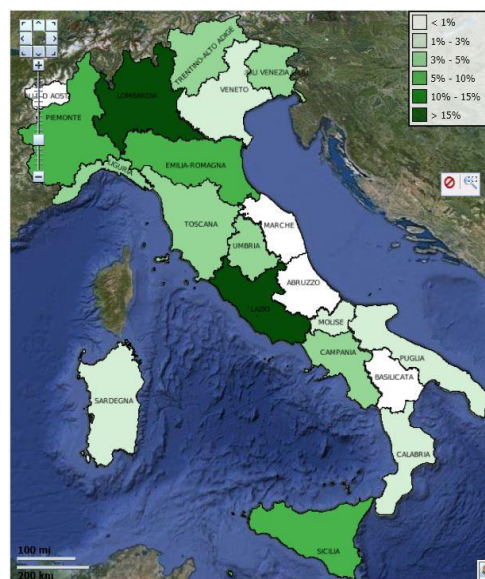 < 1%
1% - 3%
3% - 5%
5% - 10%
10% - 15%
> 15%
TRENTINO-ALTO ADIGE
VENEZIA
VENETO
LOMBARDIA
PIEMONTE
EMILIA-ROMAGNA
LIGURIA
TOSCANA
MARCHE
UMBRIA
ABRUZZO
LAZIO
MOLISE
CAMPANIA
PUGLIA
BASILICATA
SARDEGNA
CALABRIA
SICILIA
100 mi
200 km